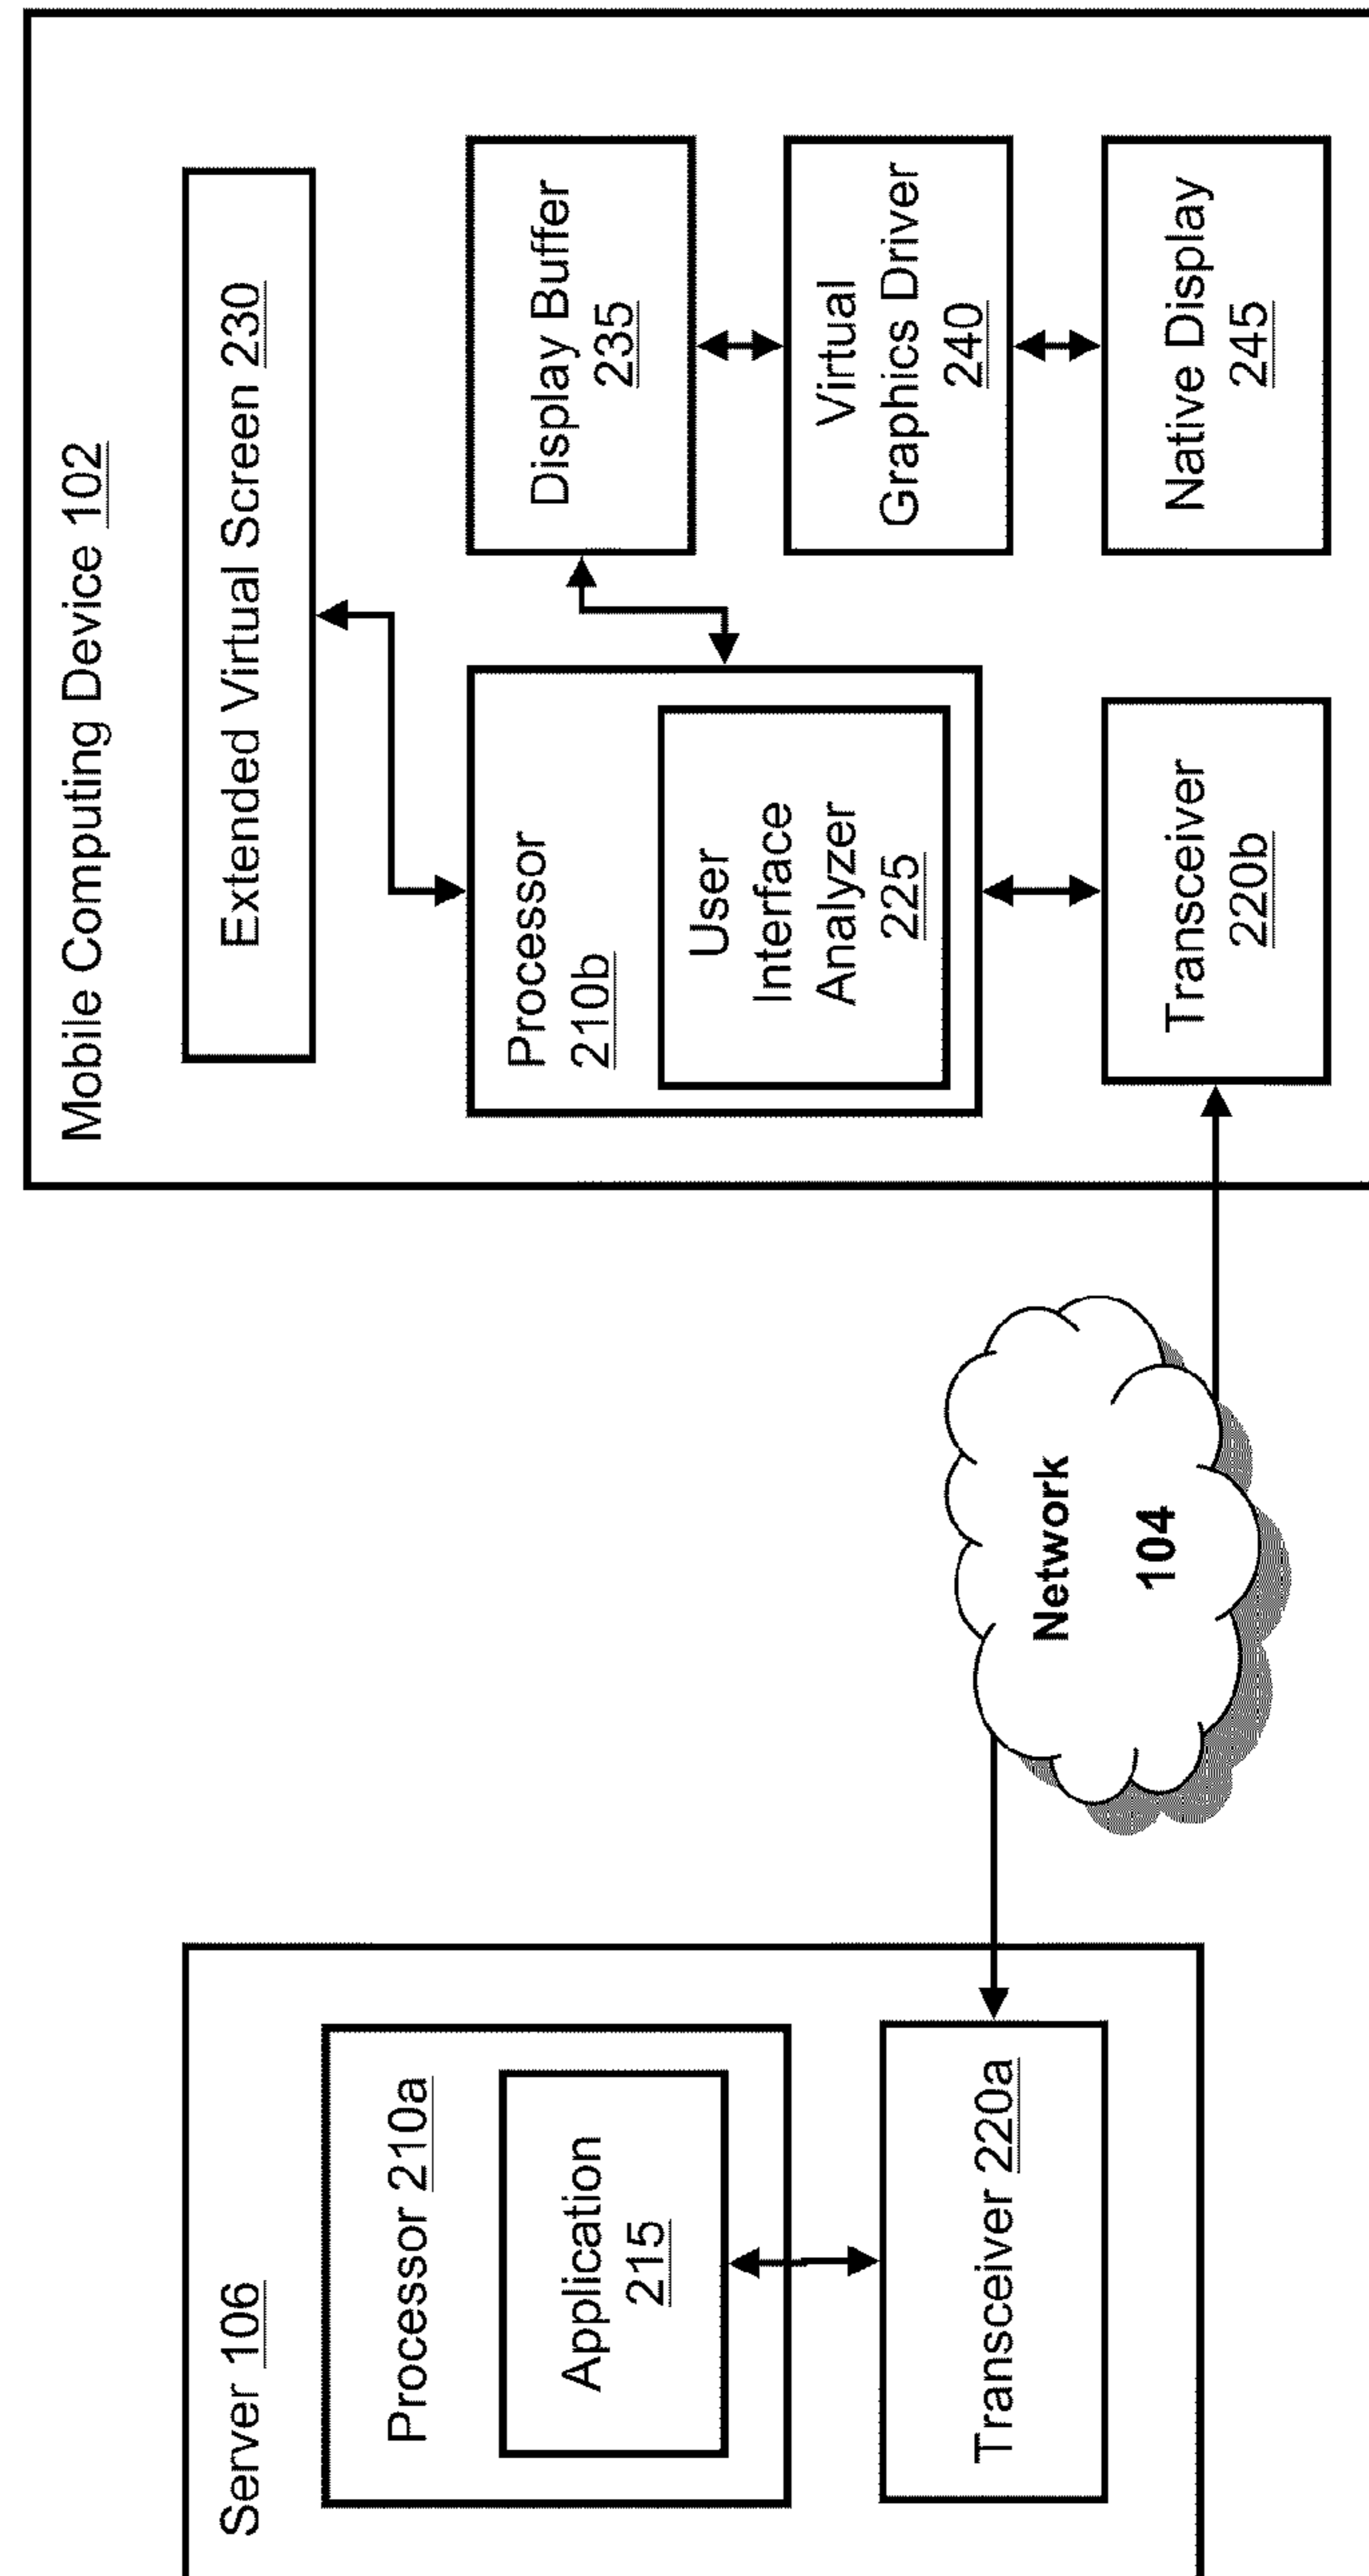 Server 106
Processor 210a
Application
215
Transceiver 220a
Network
104
Mobile Computing Device 102
Extended Virtual Screen 230
Processor
210b
User
Interface
Analyzer
225
Transceiver
220b
Display Buffer
235
Virtual
Graphics Driver
240
Native Display
245